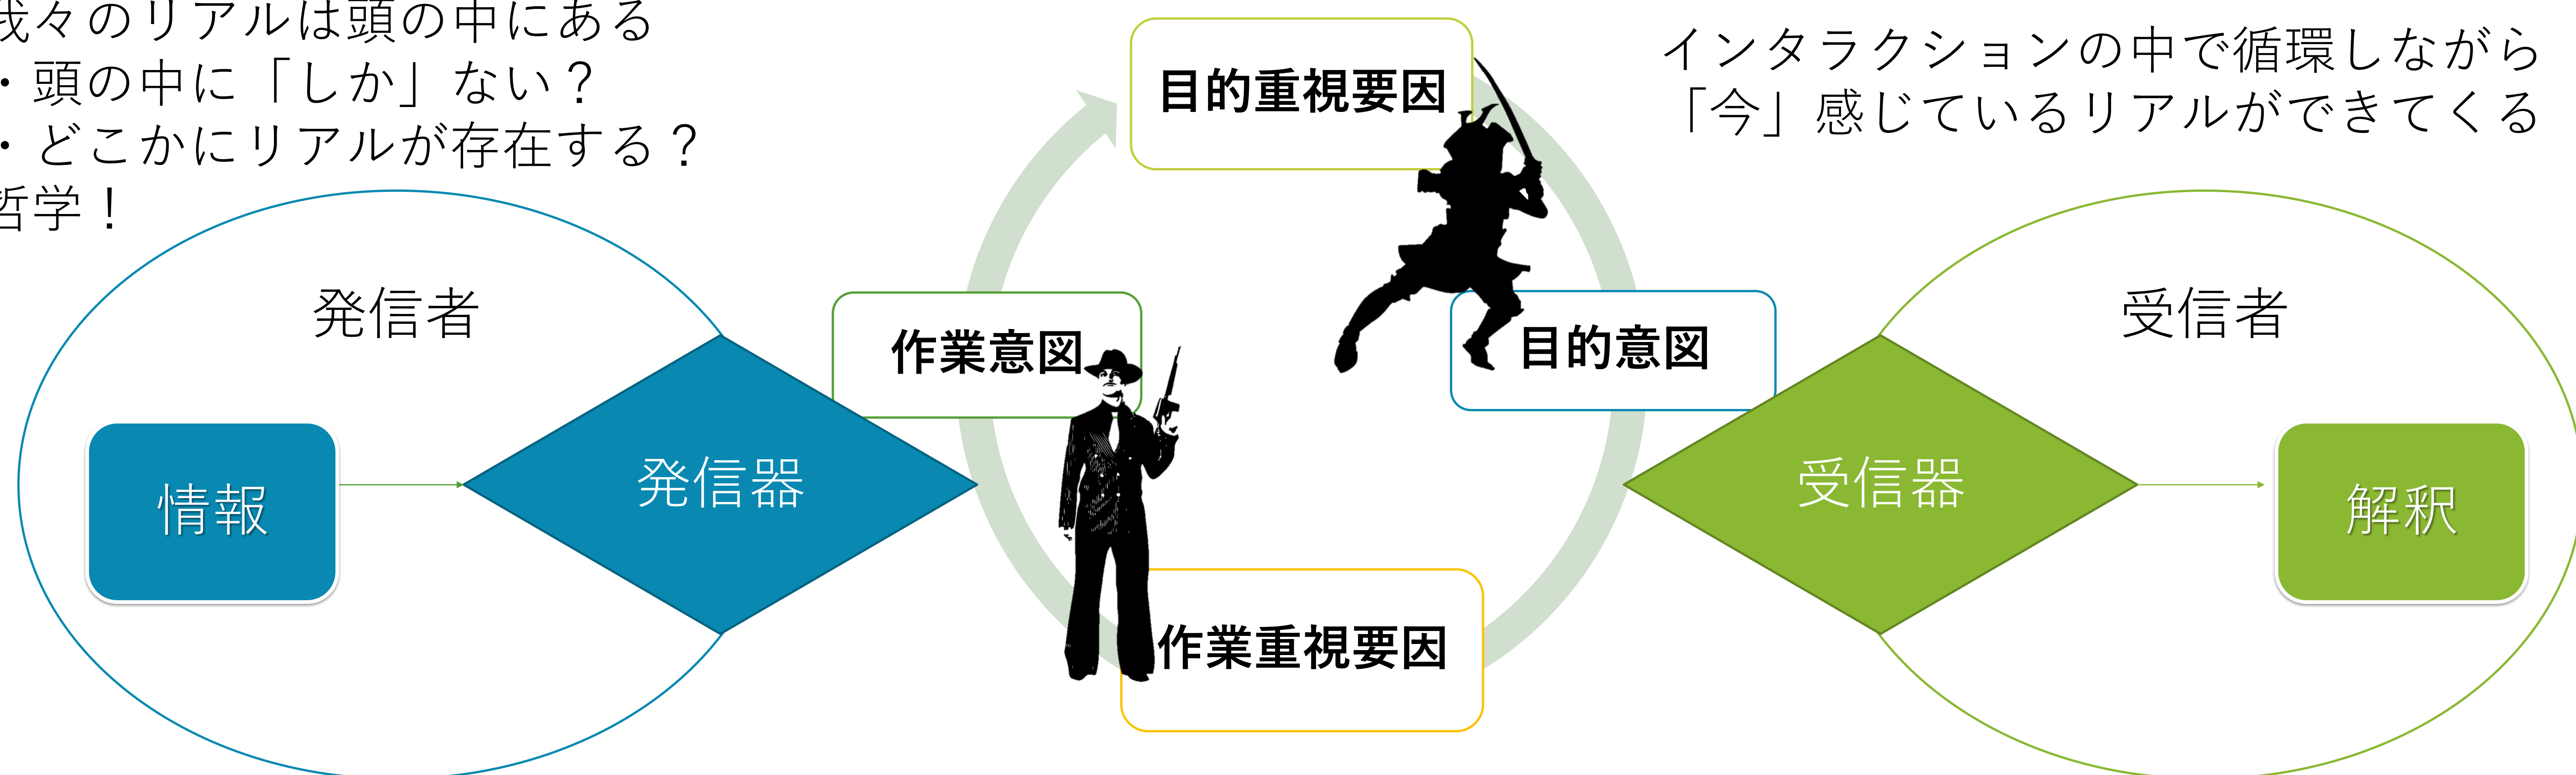 我々のリアルは頭の中にある
・頭の中に「しか」ない？
・どこかにリアルが存在する？
哲学！
インタラクションの中で循環しながら
「今」感じているリアルができてくる
目的重視要因
発信者
作業意図
目的意図
受信者
情報
発信器
受信器
解釈
作業重視要因